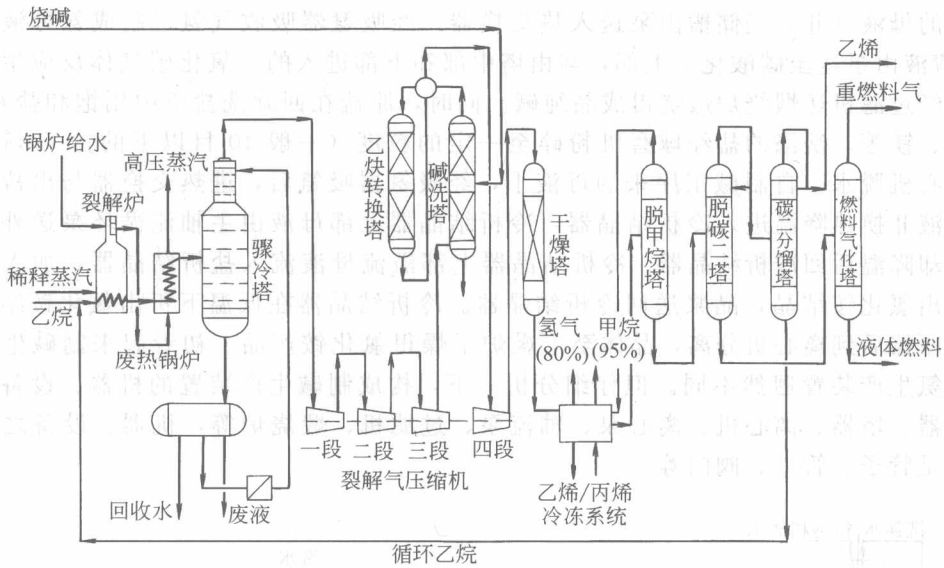 烧碱
乙烯
重燃料气
锅炉给水
高压蒸汽
裂解炉
稀释蒸汽
乙烷
废热锅炉
骤冷塔
乙炔转换塔
碱洗塔
干燥塔
脱甲烷塔
脱碳二塔
碳二分馏塔
燃料气化塔
氢气
(80%)
甲烷
(95%)
液体燃料
一段
二段
三段
四段
裂解气压缩机
乙烯/丙烯
冷冻系统
回收水
废液
循环乙烷